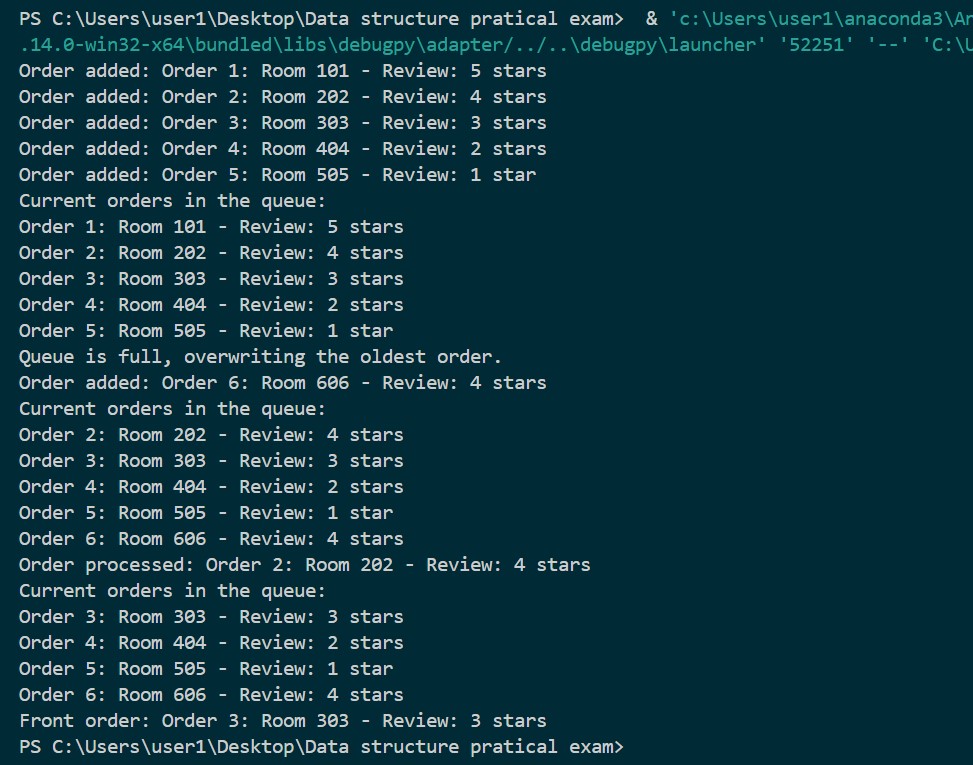 PS C:\Users\user1\Desktop\Data structure pratical exam>  & 'c:\Users\user1\anaconda3\Ar
.14.0-win32-x64\bundled\libs\debugpy\adapter/../..\debugpy\launcher' '52251' '--' 'C:\U
Order added: Order 1: Room 101 - Review: 5 stars
Order added: Order 2: Room 202 - Review: 4 stars
Order added: Order 3: Room 303 - Review: 3 stars
Order added: Order 4: Room 404 - Review: 2 stars
Order added: Order 5: Room 505 - Review: 1 star
Current orders in the queue:
Order 1: Room 101 - Review: 5 stars
Order 2: Room 202 - Review: 4 stars
Order 3: Room 303 - Review: 3 stars
Order 4: Room 404 - Review: 2 stars
Order 5: Room 505 - Review: 1 star
Queue is full, overwriting the oldest order.
Order added: Order 6: Room 606 - Review: 4 stars
Current orders in the queue:
Order 2: Room 202 - Review: 4 stars
Order 3: Room 303 - Review: 3 stars
Order 4: Room 404 - Review: 2 stars
Order 5: Room 505 - Review: 1 star
Order 6: Room 606 - Review: 4 stars
Order processed: Order 2: Room 202 - Review: 4 stars
Current orders in the queue:
Order 3: Room 303 - Review: 3 stars
Order 4: Room 404 - Review: 2 stars
Order 5: Room 505 - Review: 1 star
Order 6: Room 606 - Review: 4 stars
Front order: Order 3: Room 303 - Review: 3 stars
PS C:\Users\user1\Desktop\Data structure pratical exam>